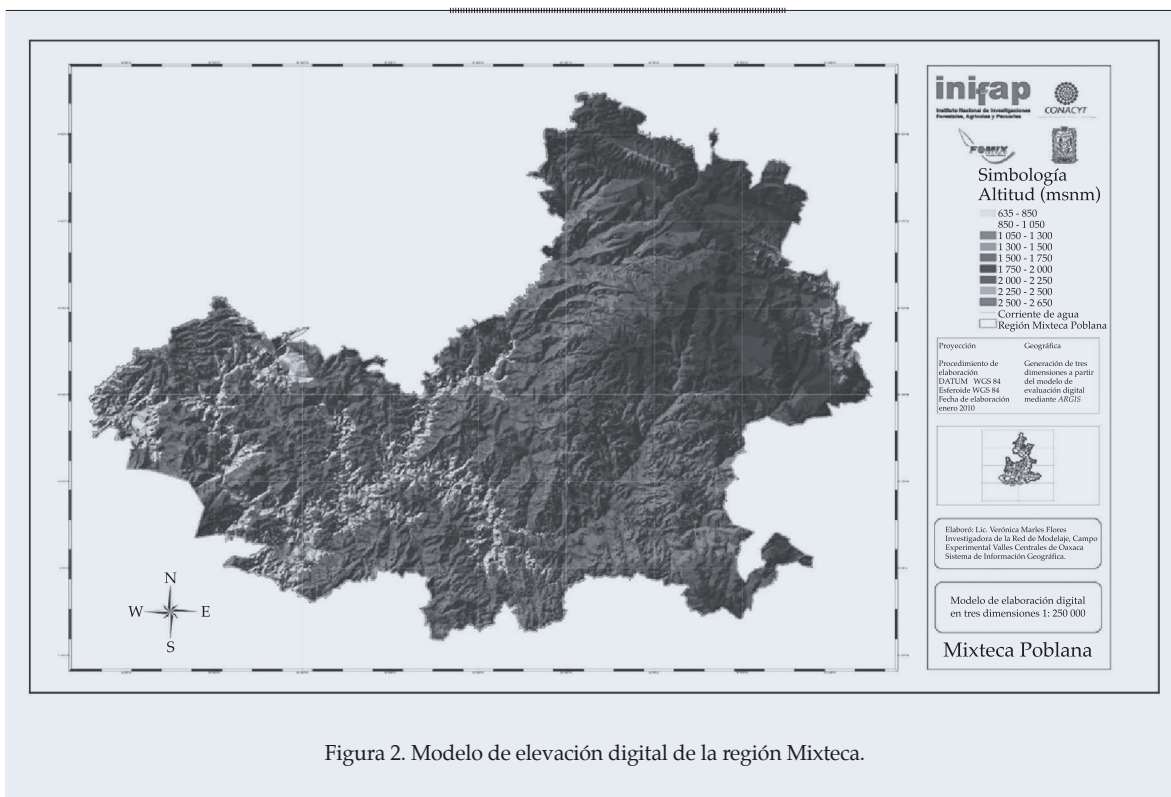 inifap
Instituto Nacional de Investigaciones
Forestales, Agrícolas y Pecuarias
CONACYT
Simbología
Altitud (msnm)
635 - 850
850 - 1 050
1 050 - 1 300
1 300 - 1 500
1 500 - 1 750
1 750 - 2 000
2 000 - 2 250
2 250 - 2 500
2 500 - 2 650
Corriente de agua
Región Mixteca Poblana
Proyección Geográfica
Procedimiento de Generación de tres
elaboración dimensiones a partir
DATUM WGS 84 del modelo de
Esferoide WGS 84 evaluación digital
Fecha de elaboración mediante ARGIS
enero 2010
Elaboró: Lic. Verónica Marles Flores
Investigadora de la Red de Modelaje, Campo
Experimental Valles Centrales de Oaxaca
Sistema de Información Geográfica.
Modelo de elaboración digital
en tres dimensiones 1: 250 000
Mixteca Poblana
N
W E
S
Figura 2. Modelo de elevación digital de la región Mixteca.